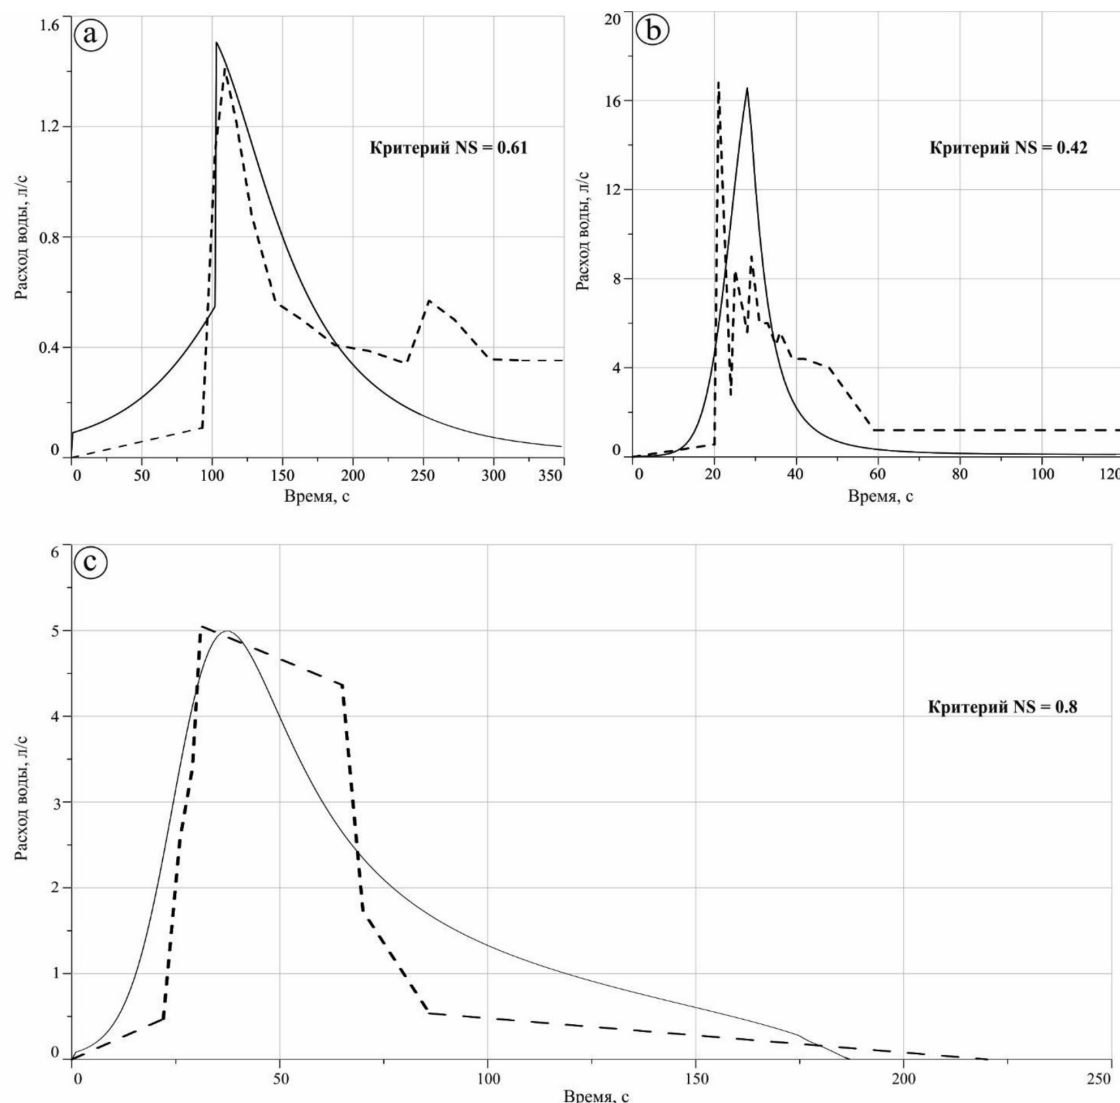 a
1.6
1.2
0.8
0.4
0
Расход воды, л/с
Критерий NS = 0.61
0 50 100 150 200 250 300 350
Время, с
b
20
16
12
8
4
0
Расход воды, л/с
Критерий NS = 0.42
0 20 40 60 80 100 120
Время, с
c
6
5
4
3
2
1
0
Расход воды, л/с
Критерий NS = 0.8
0 50 100 150 200 250
Время, с